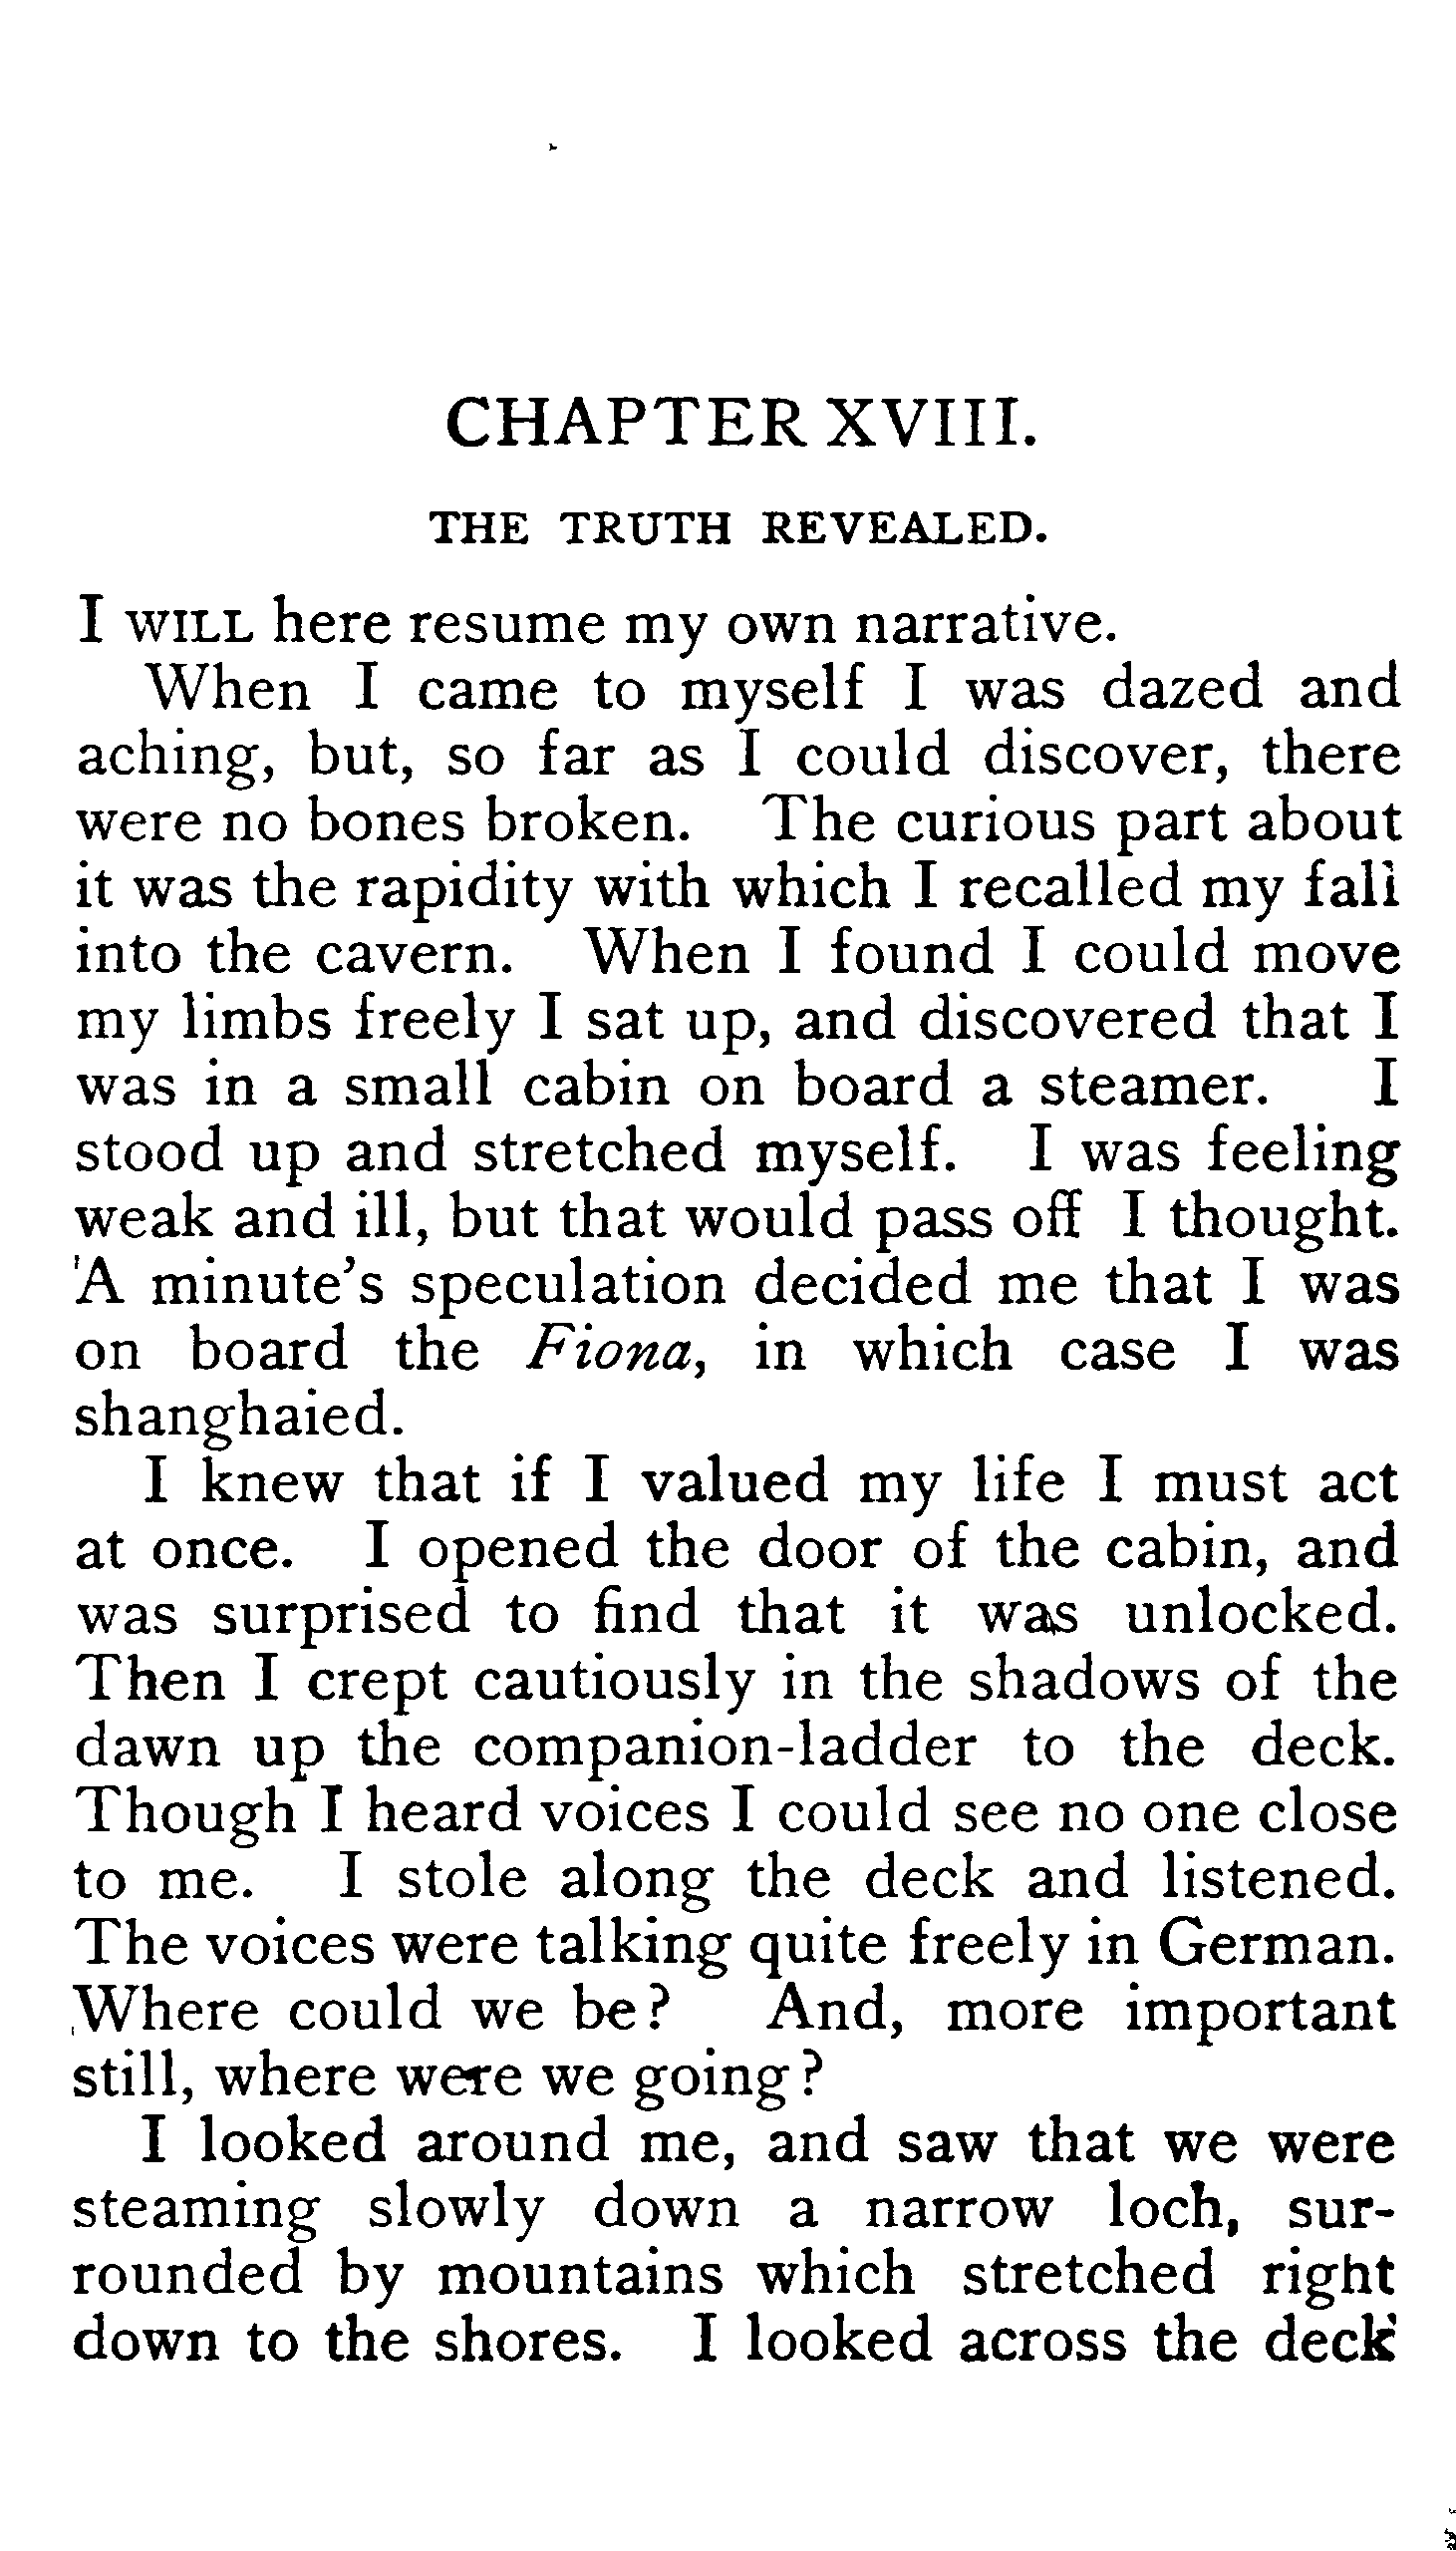 CHAPTER XVIII.
THE TRUTH REVEALED.
I WILL here resume my own narrative.
When I came to myself I was dazed and
aching, but, so far as I could discover, there
were no bones broken. The curious part about
it was the rapidity with which I recalled my fall
into the cavern. When I found I could move
my limbs freely I sat up, and discovered that I
was in a small cabin on board a steamer. I
stood up and stretched myself. I was feeling
weak and ill, but that would pass off I thought.
A minute's speculation decided me that I was
on board the Fiona, in which case I was
shanghaied.
I knew that if I valued my life I must act
at once. I opened the door of the cabin, and
was surprised to find that it was unlocked.
Then I crept cautiously in the shadows of the
dawn up the companion-ladder to the deck.
Though I heard voices I could see no one close
to me. I stole along the deck and listened.
The voices were talking quite freely in German.
Where could we be? And, more important
still, where were we going?
I looked around me, and saw that we were
steaming slowly down a narrow loch, sur-
rounded by mountains which stretched right
down to the shores. I looked across the deck